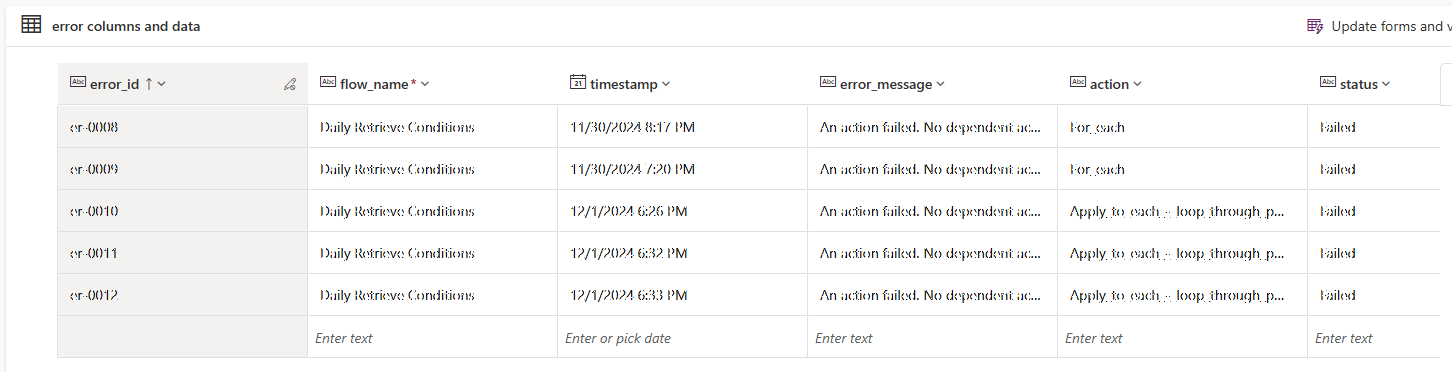 error columns and data
Update forms and v
error_id flow_name* timestamp error_message action status
er-0008 Daily Retrieve Conditions 11/30/2024 8:17 PM An action failed. No dependent ac... For_each Failed
er-0009 Daily Retrieve Conditions 11/30/2024 7:20 PM An action failed. No dependent ac... For_each Failed
er-0010 Daily Retrieve Conditions 12/1/2024 6:26 PM An action failed. No dependent ac... Apply_to_each_-_loop_through_p... Failed
er-0011 Daily Retrieve Conditions 12/1/2024 6:32 PM An action failed. No dependent ac... Apply_to_each_-_loop_through_p... Failed
er-0012 Daily Retrieve Conditions 12/1/2024 6:33 PM An action failed. No dependent ac... Apply_to_each_-_loop_through_p... Failed
Enter text Enter or pick date Enter text Enter text Enter text